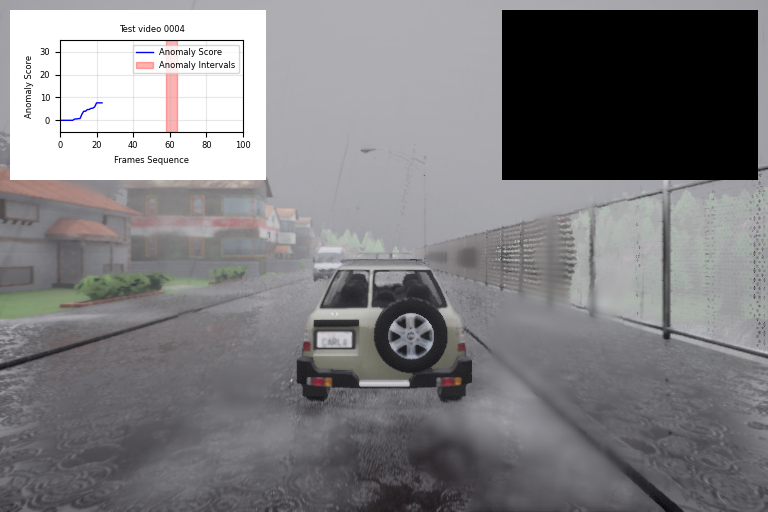 Test video 0004
Anomaly Score
Anomaly Intervals
Anomaly Score
30
20
10
0
0 20 40 60 80 100
Frames Sequence
CARLA